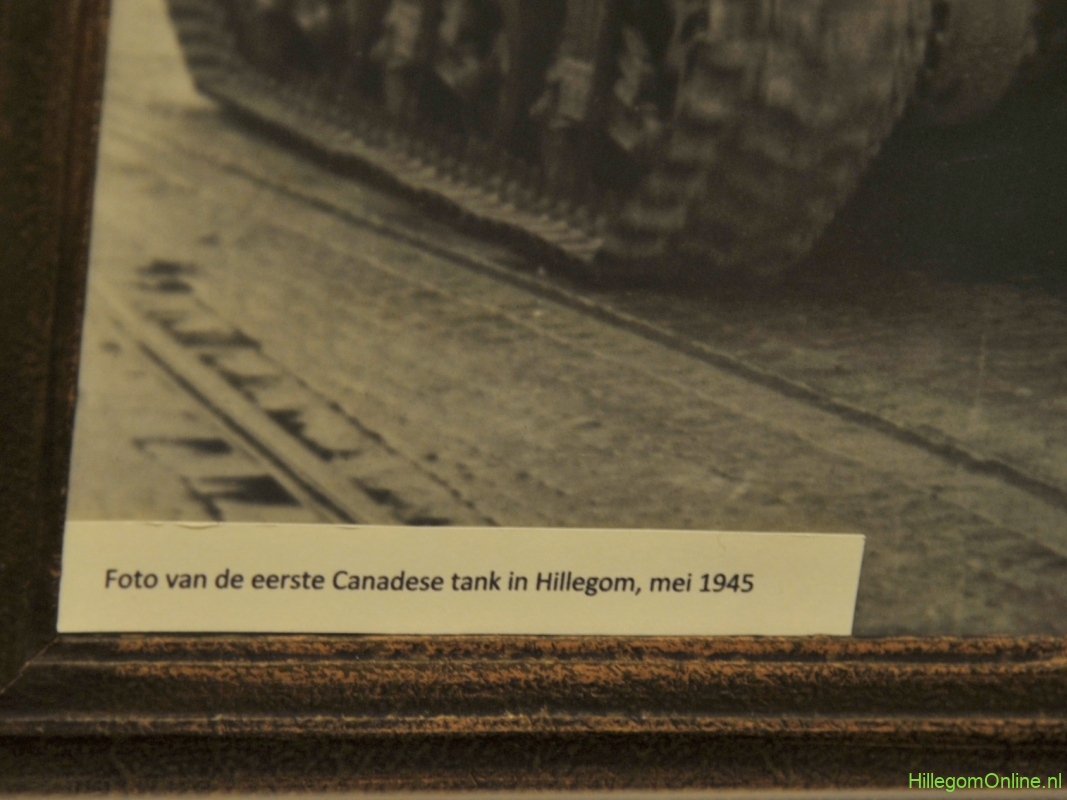 Foto van de eerste Canadese tank in Hillegom, mei 1945
HillegomOnline.nl